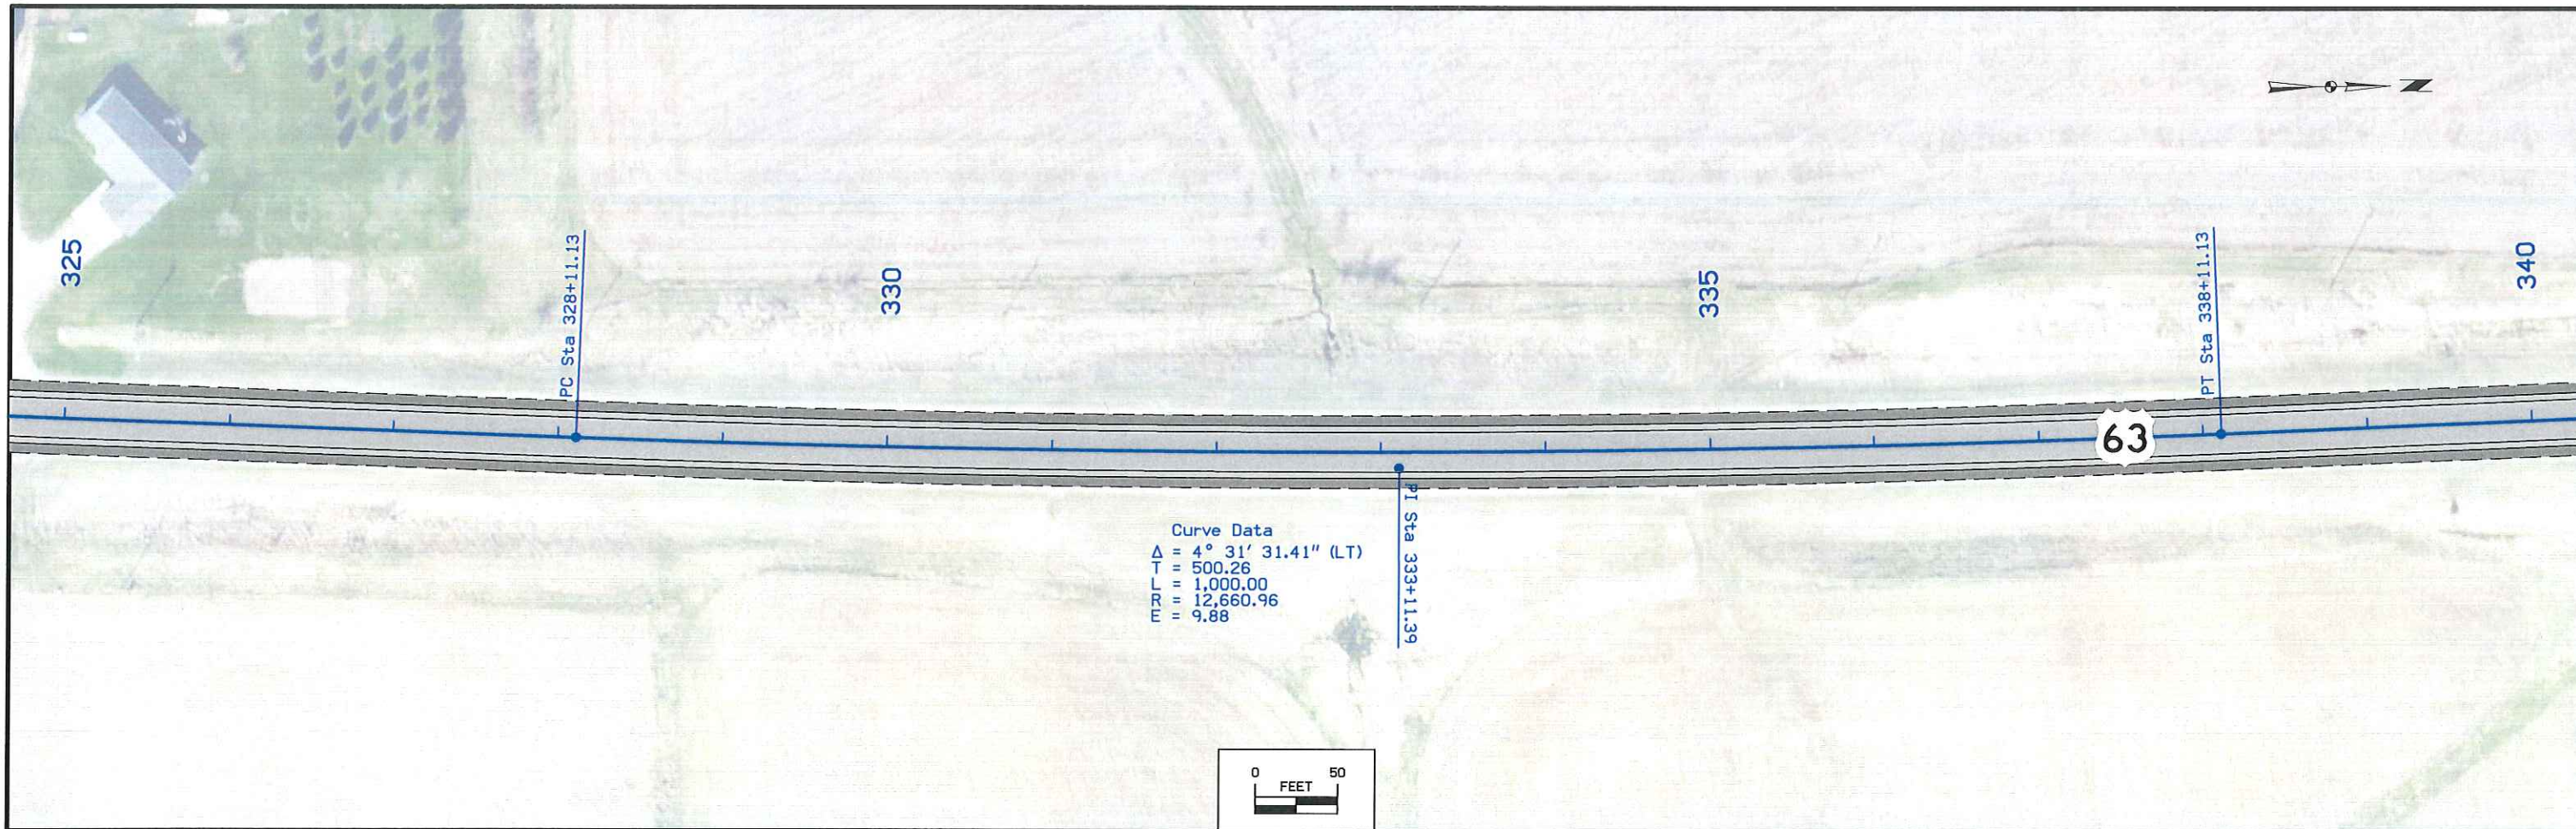 325
PC Sta 328+11.13
330
335
PT Sta 338+11.13
340
N
63
PI Sta 333+11.39
Curve Data
Δ = 4° 31' 31.41" (LT)
T = 500.26
L = 1,000.00
R = 12,660.96
E = 9.88
0 50
FEET